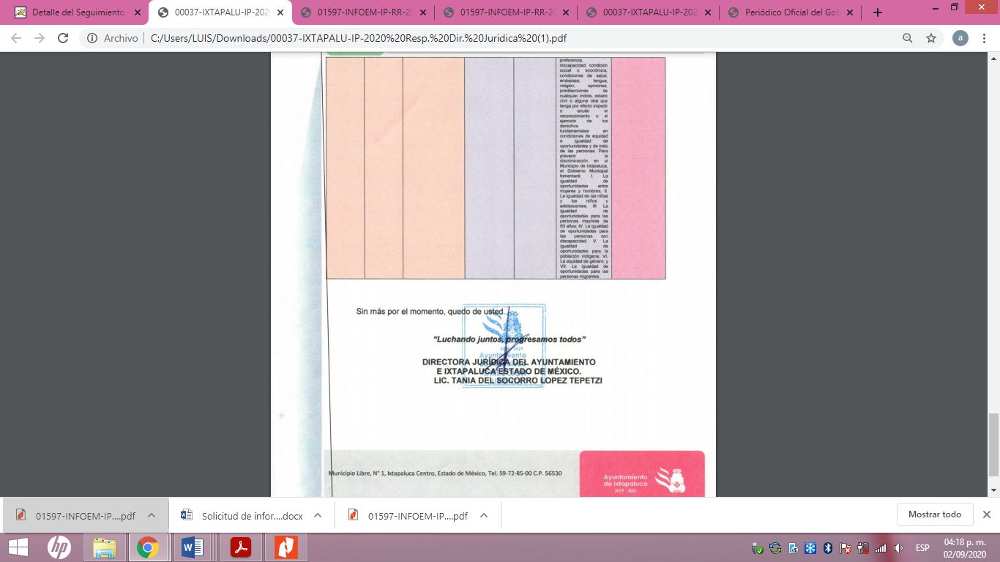 Detalle del Seguimiento
00037-IXTAPALU-IP-202
01597-INFOEM-IP-RR-20
01597-INFOEM-IP-RR-20
00037-IXTAPALU-IP-202
Periódico Oficial del Gob
Archivo
C:/Users/LUIS/Downloads/00037-IXTAPALU-IP-2020%20Resp.%20Dir.%20Juridica%20(1).pdf
a
preferencia,
discapacidad, condición
social o económica,
condiciones de salud,
embarazo, lengua,
religión, opiniones,
predilecciones de
cualquier índole, estado
civil o alguna otra que
tenga por efecto impedir
o anular el
reconocimiento o el
ejercicio de los
derechos
fundamentales en
condiciones de equidad
e igualdad de
oportunidades y de trato
de las personas. Para
prevenir la
discriminación en el
Municipio de Ixtapaluca,
el Gobierno Municipal
fomentará: I. La
igualdad de
oportunidades entre
mujeres y hombres; II.
La igualdad de las niñas
y los niños y
adolescentes; III. La
igualdad de
oportunidades para las
personas mayores de
60 años; IV. La igualdad
de oportunidades para
las personas con
discapacidad; V. La
igualdad de
oportunidades para la
población indígena; VI.
La equidad de género; y
VII. La igualdad de
oportunidades para las
personas migrantes.
Sin más por el momento, quedo de usted.
“Luchando juntos, progresamos todos”
2019 - 2021
Ayuntamiento
DIRECTORA JURÍDICA DEL AYUNTAMIENTO
E IXTAPALUCA ESTADO DE MÉXICO.
LIC. TANIA DEL SOCORRO LOPEZ TEPETZI
Municipio Libre, N° 1, Ixtapaluca Centro, Estado de México, Tel. 59-72-85-00 C.P. 56530
Ayuntamiento
de Ixtapaluca
2019 - 2021
01597-INFOEM-IP....pdf
Solicitud de infor....docx
01597-INFOEM-IP....pdf
Mostrar todo
ESP
04:18 p. m.
02/09/2020